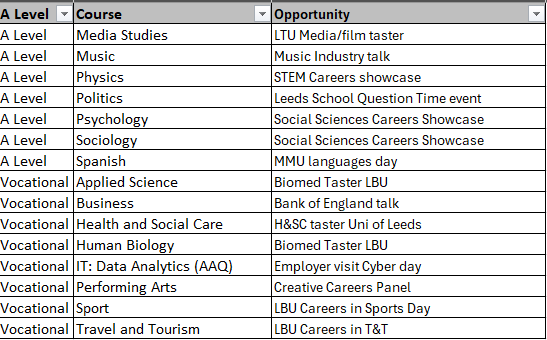 A Level Course Opportunity
A Level Media Studies LTU Media/film taster
A Level Music Music Industry talk
A Level Physics STEM Careers showcase
A Level Politics Leeds School Question Time event
A Level Psychology Social Sciences Careers Showcase
A Level Sociology Social Sciences Careers Showcase
A Level Spanish MMU languages day
Vocational Applied Science Biomed Taster LBU
Vocational Business Bank of England talk
Vocational Health and Social Care H&SC taster Uni of Leeds
Vocational Human Biology Biomed Taster LBU
Vocational IT: Data Analytics (AAQ) Employer visit Cyber day
Vocational Performing Arts Creative Careers Panel
Vocational Sport LBU Careers in Sports Day
Vocational Travel and Tourism LBU Careers in T&T